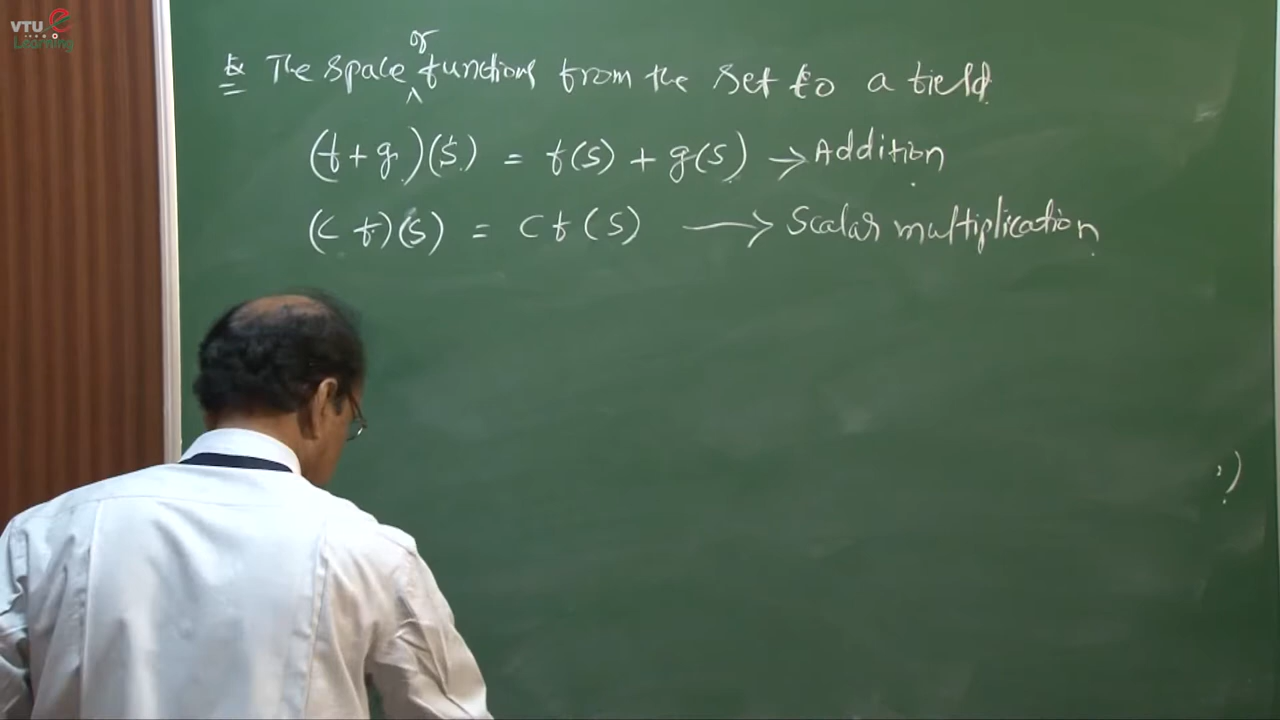 VTU e
Learning
Ex The space of functions from the set to a field.
(f+g)(s) = f(s) + g(s) → Addition
(c f)(s) = c f(s) → Scalar multiplication